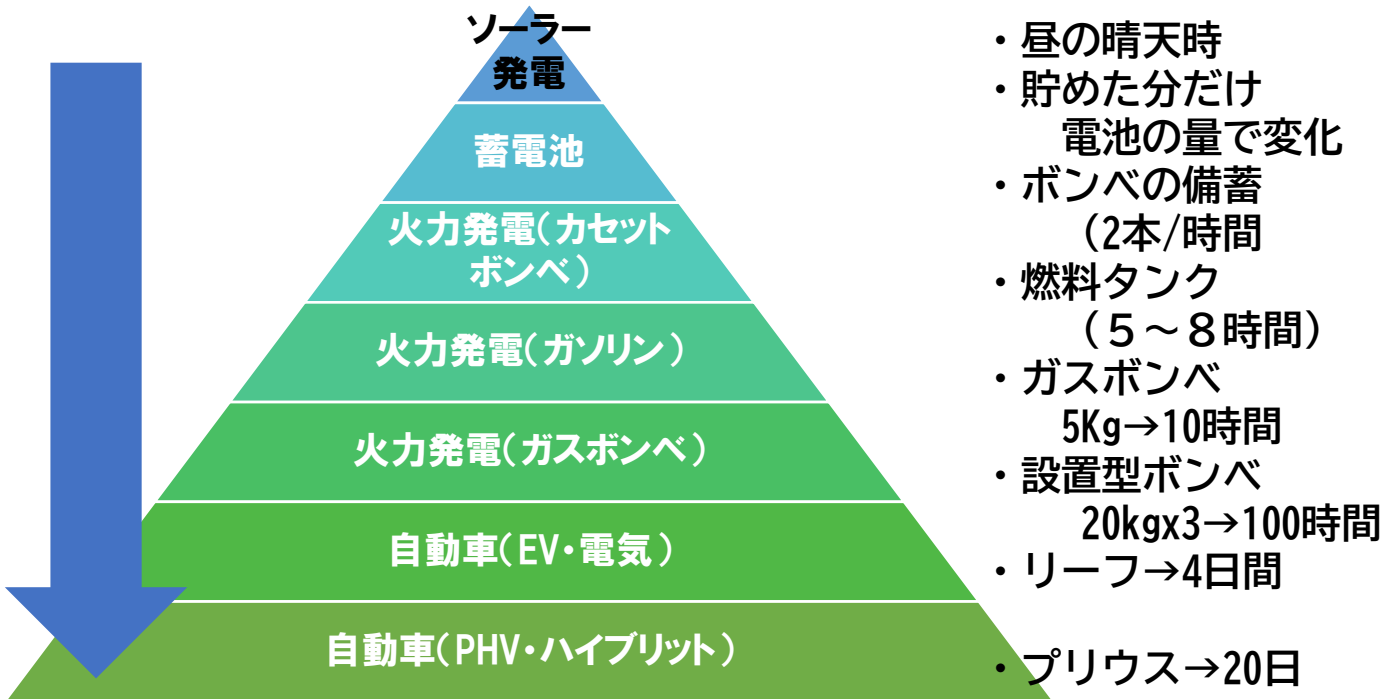 ソーラー
発電
蓄電池
火力発電(カセット
ボンベ)
火力発電(ガソリン)
火力発電(ガスボンベ)
自動車(EV・電気)
自動車(PHV・ハイブリット)
・昼の晴天時
・貯めた分だけ
電池の量で変化
・ボンベの備蓄
(2本/時間
・燃料タンク
(5~8時間)
・ガスボンベ
5Kg→10時間
・設置型ボンベ
20kgx3→100時間
・リーフ→4日間
・プリウス→20日